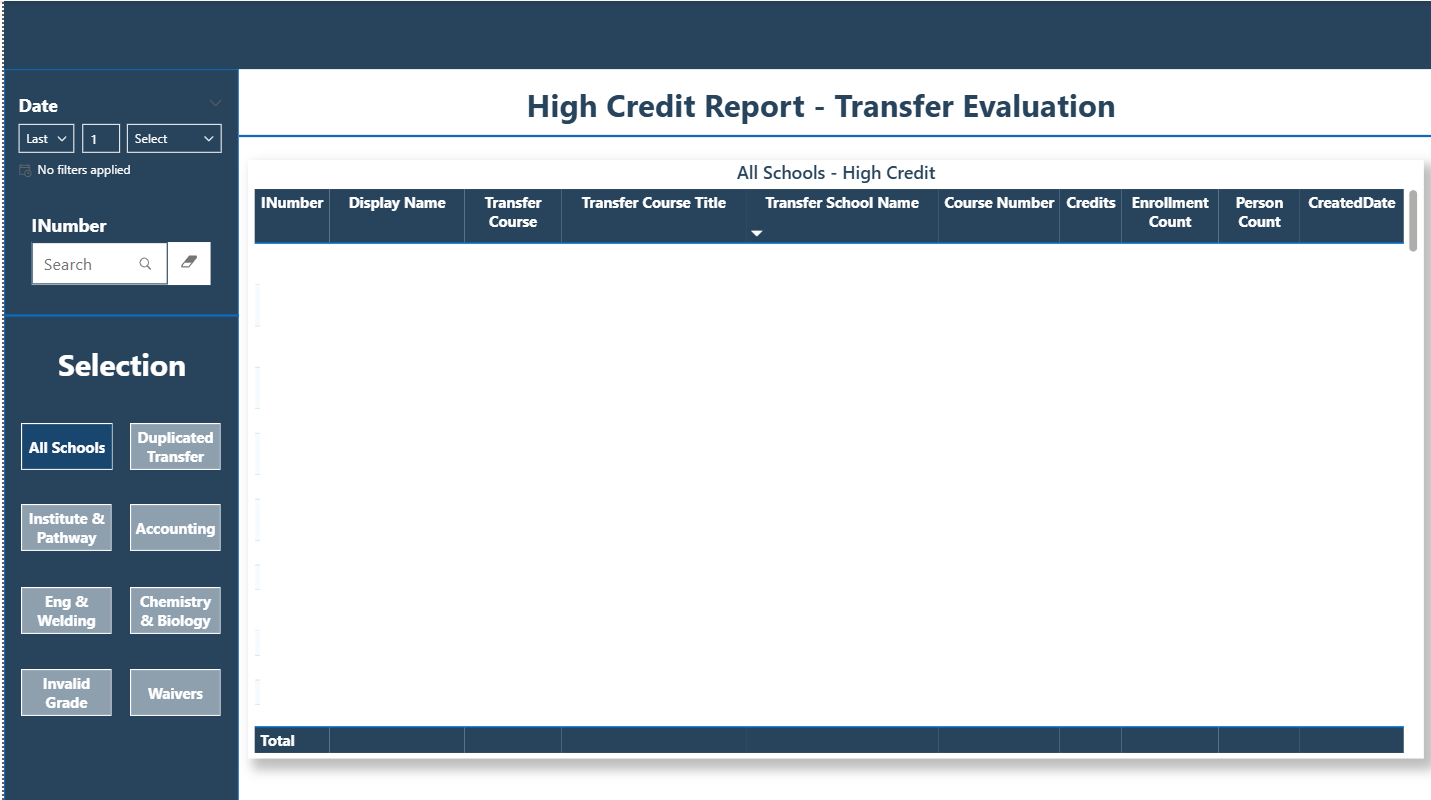 High Credit Report - Transfer Evaluation
Date
Last
1
Select
No filters applied
INumber
Search
Selection
All Schools
Duplicated
Transfer
Institute &
Pathway
Accounting
Eng &
Welding
Chemistry
& Biology
Invalid
Grade
Waivers
All Schools - High Credit
INumber
Display Name
Transfer
Course
Transfer Course Title
Transfer School Name
Course Number
Credits
Enrollment
Count
Person
Count
CreatedDate
Total